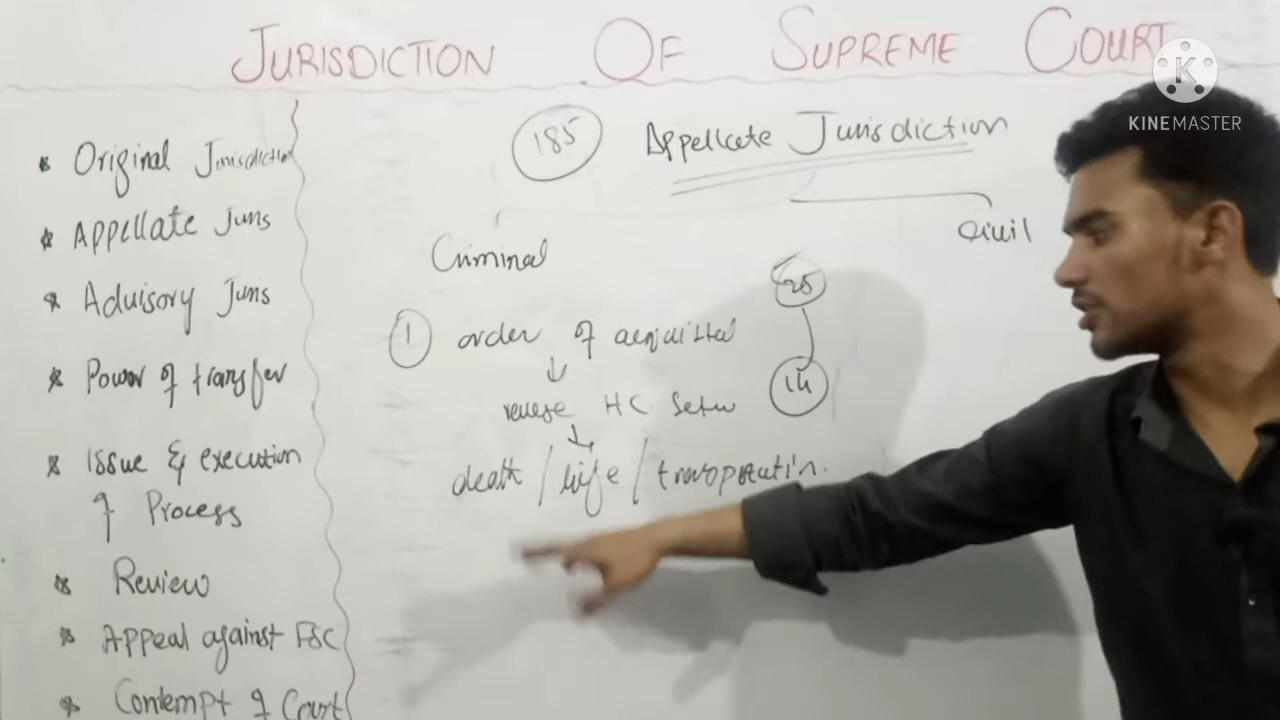 JURISDICTION OF SUPREME COURT
KINEMASTER
* Original Jurisdiction
* Appellate Juris
* Advisory Juris
* Power of transfer
* Issue & execution
of Process
* Review
* Appeal against FSC
* Contempt of Court
185 Appellate Jurisdiction
Criminal
civil
1 order of acquittal
25
reverse HC
14
death / life /